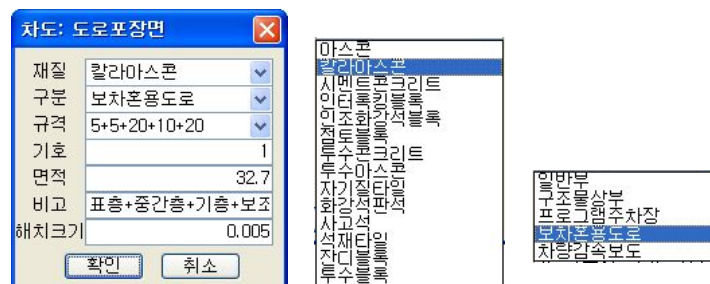 차도: 도로포장면
재질 칼라아스콘
구분 보차혼용도로
규격 5+5+20+10+20
기호 1
면적 32.7
비고 표층+중간층+기층+보조
해치크기 0.005
확인 취소
아스콘
칼라아스콘
시멘트콘크리트
인터록킹블록
인조화강석블록
점토블록
투수콘크리트
투수아스콘
자기질타일
화강석판석
사고석
석재타일
잔디블록
투수블록
일반부
구조물상부
프로그램주차장
보차혼용도로
차량감속보도